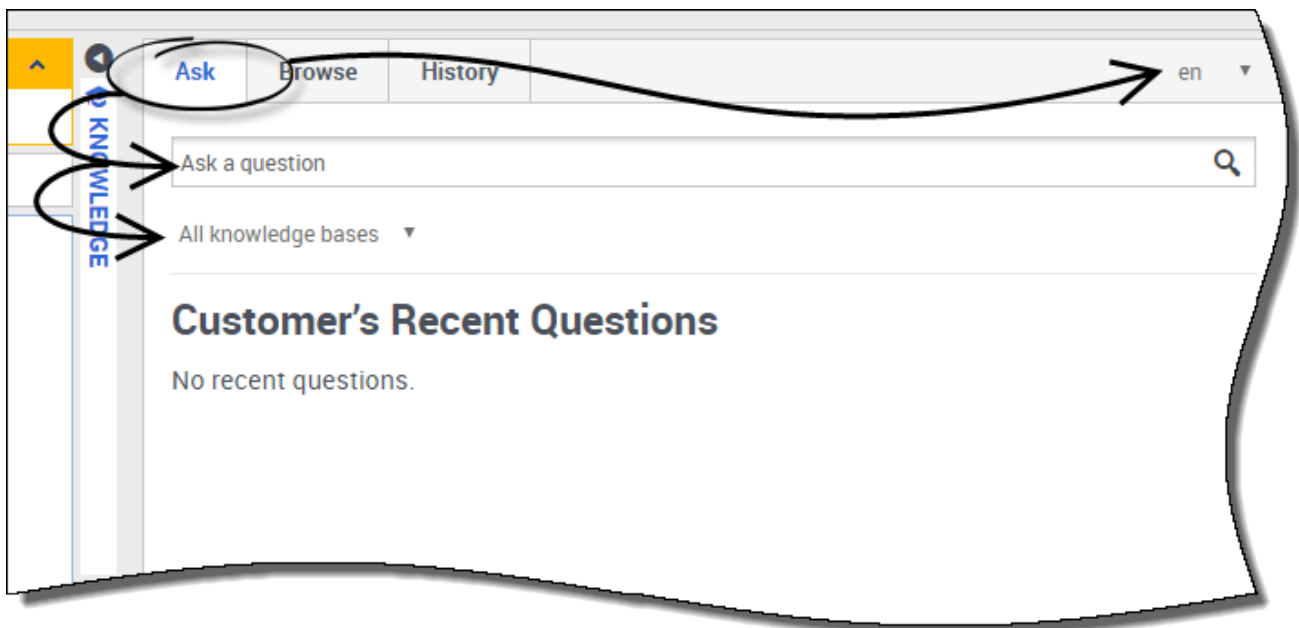 Ask Browse History en
KNOWLEDGE
Ask a question
All knowledge bases
Customer's Recent Questions
No recent questions.